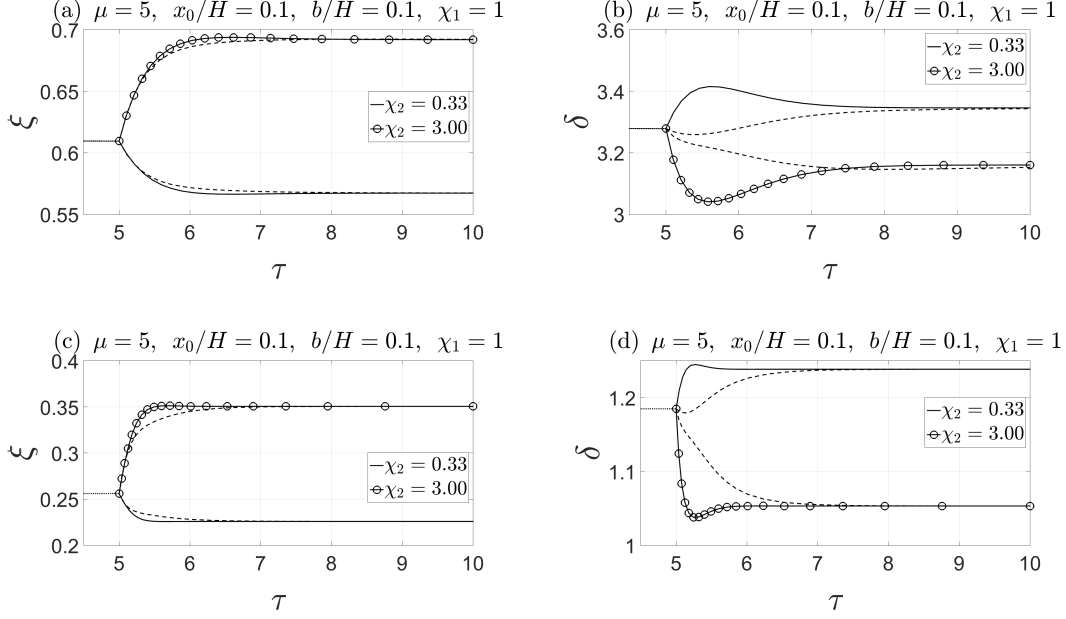 (a) μ = 5, x₀/H = 0.1, b/H = 0.1, χ₁ = 1
0.7
0.65
0.6
0.55
ξ
χ₂ = 0.33
χ₂ = 3.00
5 6 7 8 9 10
τ
(b) μ = 5, x₀/H = 0.1, b/H = 0.1, χ₁ = 1
3.6
3.4
3.2
3
δ
χ₂ = 0.33
χ₂ = 3.00
5 6 7 8 9 10
τ
(c) μ = 5, x₀/H = 0.1, b/H = 0.1, χ₁ = 1
0.4
0.35
0.3
0.25
0.2
ξ
χ₂ = 0.33
χ₂ = 3.00
5 6 7 8 9 10
τ
(d) μ = 5, x₀/H = 0.1, b/H = 0.1, χ₁ = 1
1.2
1.1
1
δ
χ₂ = 0.33
χ₂ = 3.00
5 6 7 8 9 10
τ